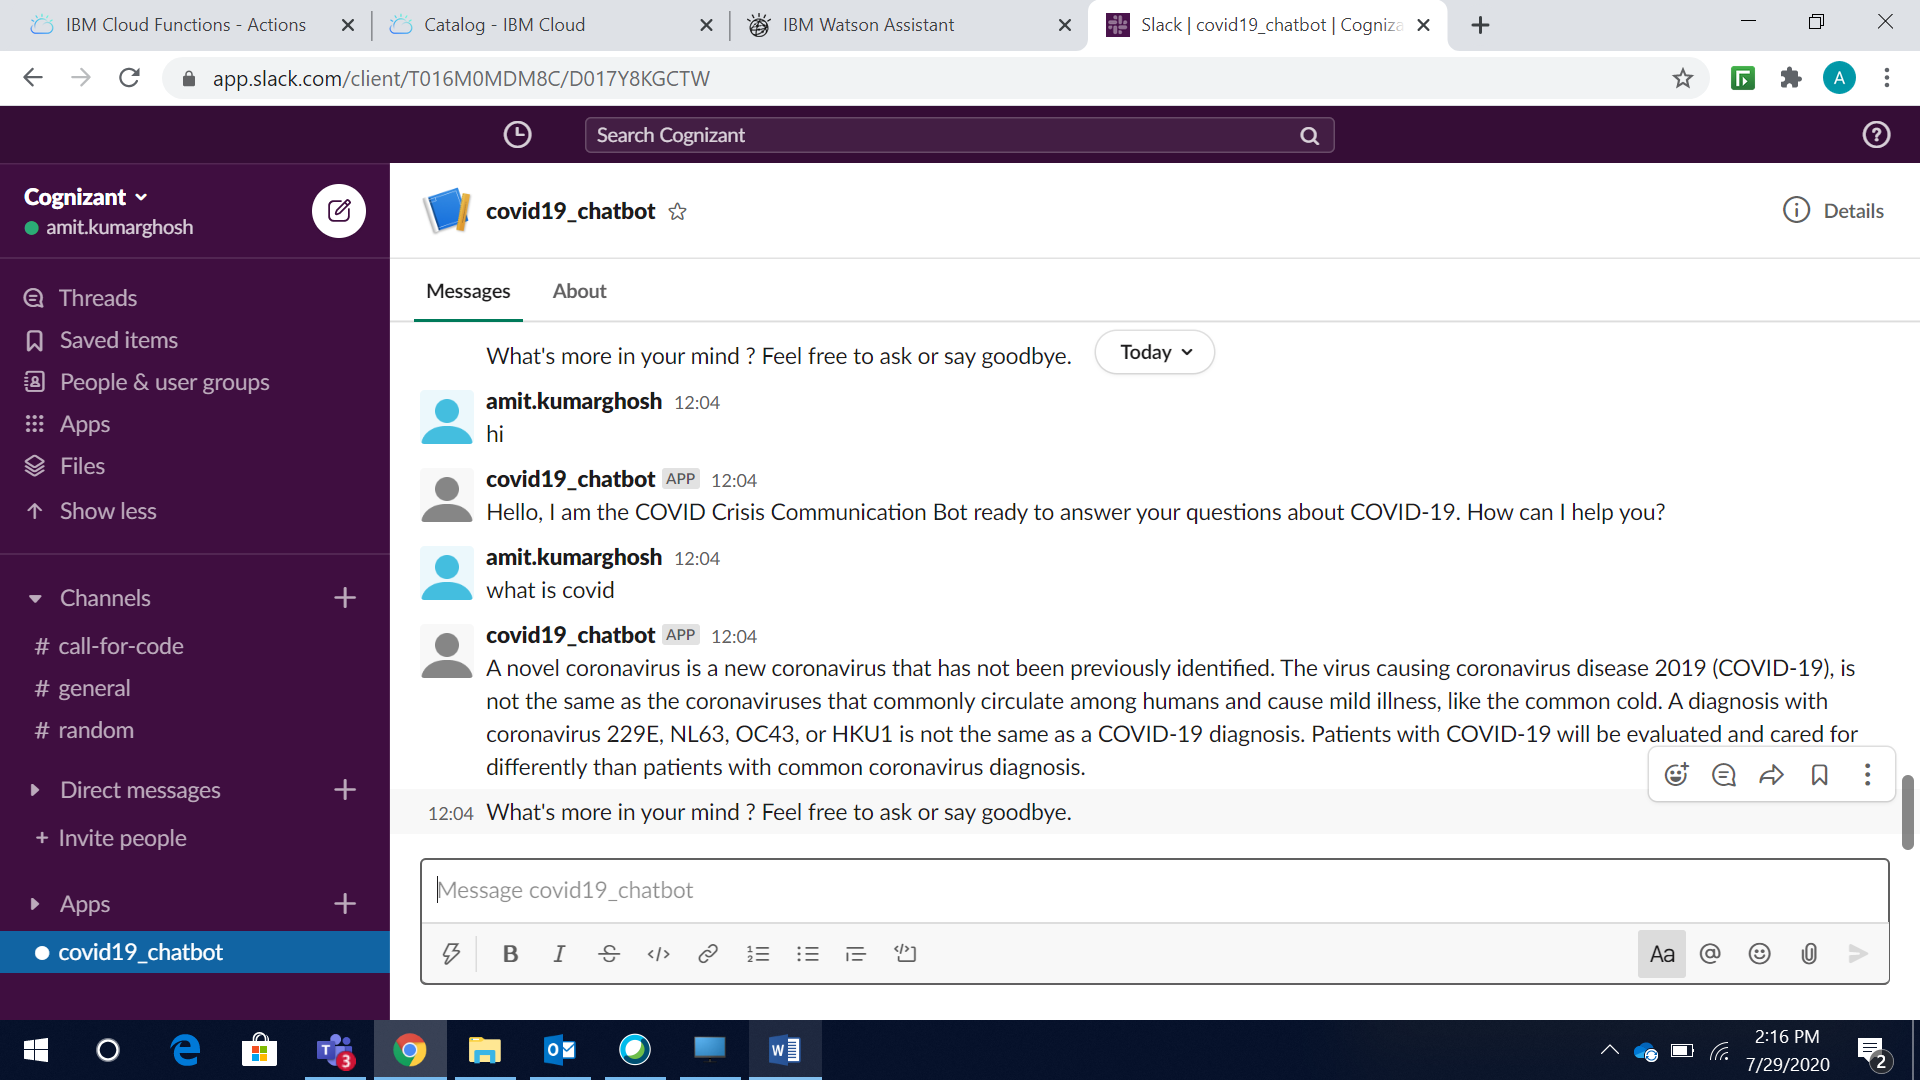 IBM Cloud Functions - Actions
Catalog - IBM Cloud
IBM Watson Assistant
Slack | covid19_chatbot | Cogniza
app.slack.com/client/T016M0MDM8C/D017Y8KGCTW
A
Search Cognizant
Cognizant
amit.kumarghosh
Threads
Saved items
People & user groups
Apps
Files
Show less
Channels
# call-for-code
# general
# random
Direct messages
+ Invite people
Apps
covid19_chatbot
covid19_chatbot
Details
Messages
About
What's more in your mind ? Feel free to ask or say goodbye.
Today
amit.kumarghosh 12:04
hi
covid19_chatbot APP 12:04
Hello, I am the COVID Crisis Communication Bot ready to answer your questions about COVID-19. How can I help you?
amit.kumarghosh 12:04
what is covid
covid19_chatbot APP 12:04
A novel coronavirus is a new coronavirus that has not been previously identified. The virus causing coronavirus disease 2019 (COVID-19), is
not the same as the coronaviruses that commonly circulate among humans and cause mild illness, like the common cold. A diagnosis with
coronavirus 229E, NL63, OC43, or HKU1 is not the same as a COVID-19 diagnosis. Patients with COVID-19 will be evaluated and cared for
differently than patients with common coronavirus diagnosis.
12:04 What's more in your mind ? Feel free to ask or say goodbye.
Message covid19_chatbot
B I S </> Aa @
T 3
2:16 PM
7/29/2020
2